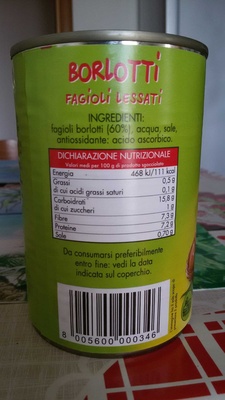 BORLOTTI
FAGIOLI LESSATI
INGREDIENTI:
fagioli borlotti (60%), acqua, sale,
antiossidante: acido ascorbico.
DICHIARAZIONE NUTRIZIONALE
Valori medi per 100 g di prodotto sgocciolato
Energia 468 kJ/111 kcal
Grassi 0,5 g
di cui acidi grassi saturi 0,1 g
Carboidrati 15,8 g
di cui zuccheri 1 g
Fibre 7,3 g
Proteine 7,2 g
Sale 0,70 g
Da consumarsi preferibilmente
entro fine: vedi la data
indicata sul coperchio.
8 005600 000346